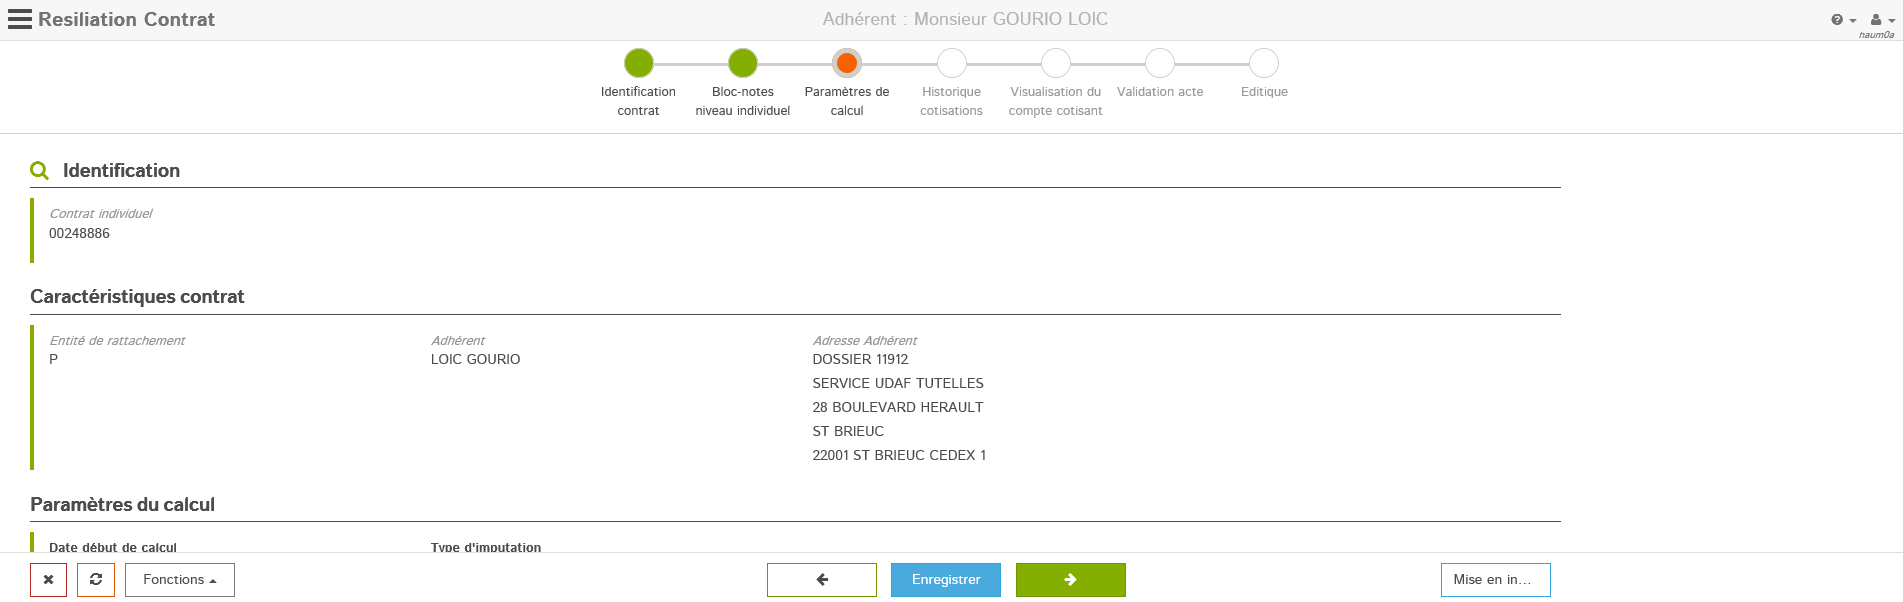 Resiliation Contrat
Adhérent : Monsieur GOURIO LOIC
haum0a
Identification contrat
Bloc-notes niveau individuel
Paramètres de calcul
Historique cotisations
Visualisation du compte cotisant
Validation acte
Editique
Identification
Contrat individuel
00248886
Caractéristiques contrat
Entité de rattachement
P
Adhérent
LOIC GOURIO
Adresse Adhérent
DOSSIER 11912
SERVICE UDAF TUTELLES
28 BOULEVARD HERAULT
ST BRIEUC
22001 ST BRIEUC CEDEX 1
Paramètres du calcul
Date début de calcul
Type d'imputation
Fonctions
Enregistrer
Mise en in...